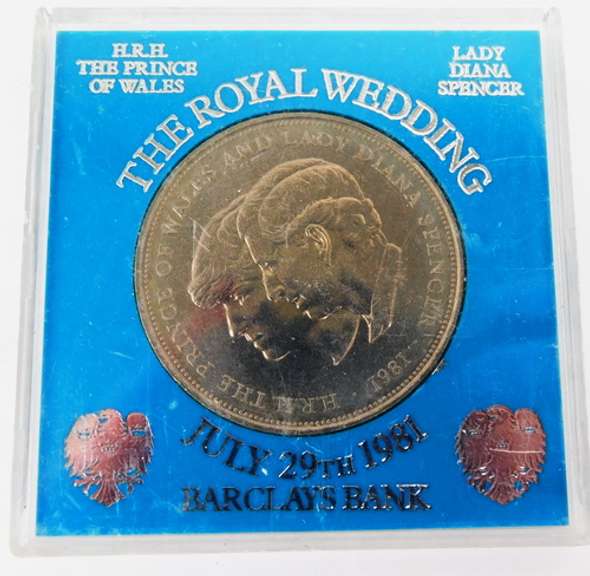 H.R.H.
THE PRINCE
OF WALES
LADY
DIANA
SPENCER
THE ROYAL WEDDING
H.R.H. THE PRINCE OF WALES AND LADY DIANA SPENCER 1981
JULY 29TH 1981
BARCLAYS BANK